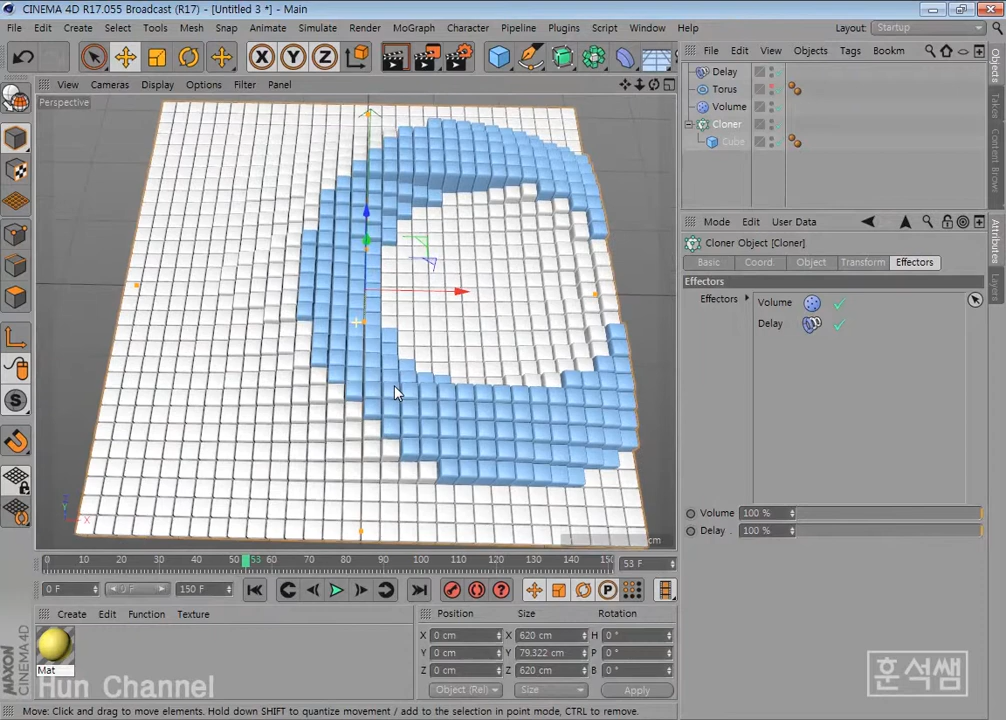 CINEMA 4D R17.055 Broadcast (R17) - [Untitled 3 *] - Main
File Edit Create Select Tools Mesh Snap Animate Simulate Render MoGraph Character Pipeline Plugins Script Window Help Layout: Startup
X Y Z
File Edit View Objects Tags Bookm
View Cameras Display Options Filter Panel
Perspective
Delay
Torus
Volume
Cloner
Cube
Objects
Takes
Content Brow
Attributes
Layers
Mode Edit User Data
Cloner Object [Cloner]
Basic Coord. Object Transform Effectors
Effectors
Effectors Volume
Delay
Volume 100 %
Delay 100 %
Y
X
cm
0 10 20 30 40 50 53 60 70 80 90 100 110 120 130 140 150
53 F
0 F 0 F 150 F
Create Edit Function Texture
Mat
Position Size Rotation
X 0 cm X 620 cm H 0 °
Y 0 cm Y 79.322 cm P 0 °
Z 0 cm Z 620 cm B 0 °
Object (Rel) Size Apply
MAXON
CINEMA 4D
Hun Channel
훈석쌤
Move: Click and drag to move elements. Hold down SHIFT to quantize movement / add to the selection in point mode, CTRL to remove.